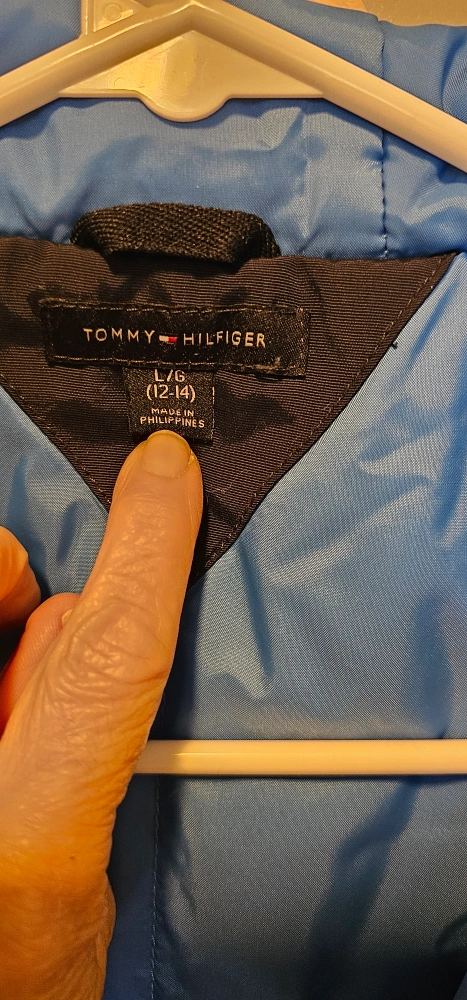 TOMMY HILFIGER
L/G
(12-14)
MADE IN
PHILIPPINES